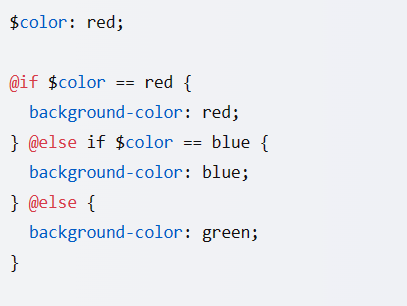 $color: red;
@if $color == red {
background-color: red;
} @else if $color == blue {
background-color: blue;
} @else {
background-color: green;
}